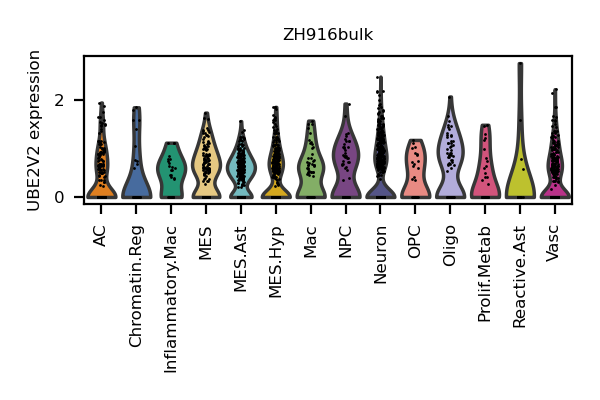 ZH916bulk
UBE2V2 expression
2
0
AC
Chromatin.Reg
Inflammatory.Mac
MES
MES.Ast
MES.Hyp
Mac
NPC
Neuron
OPC
Oligo
Prolif.Metab
Reactive.Ast
Vasc